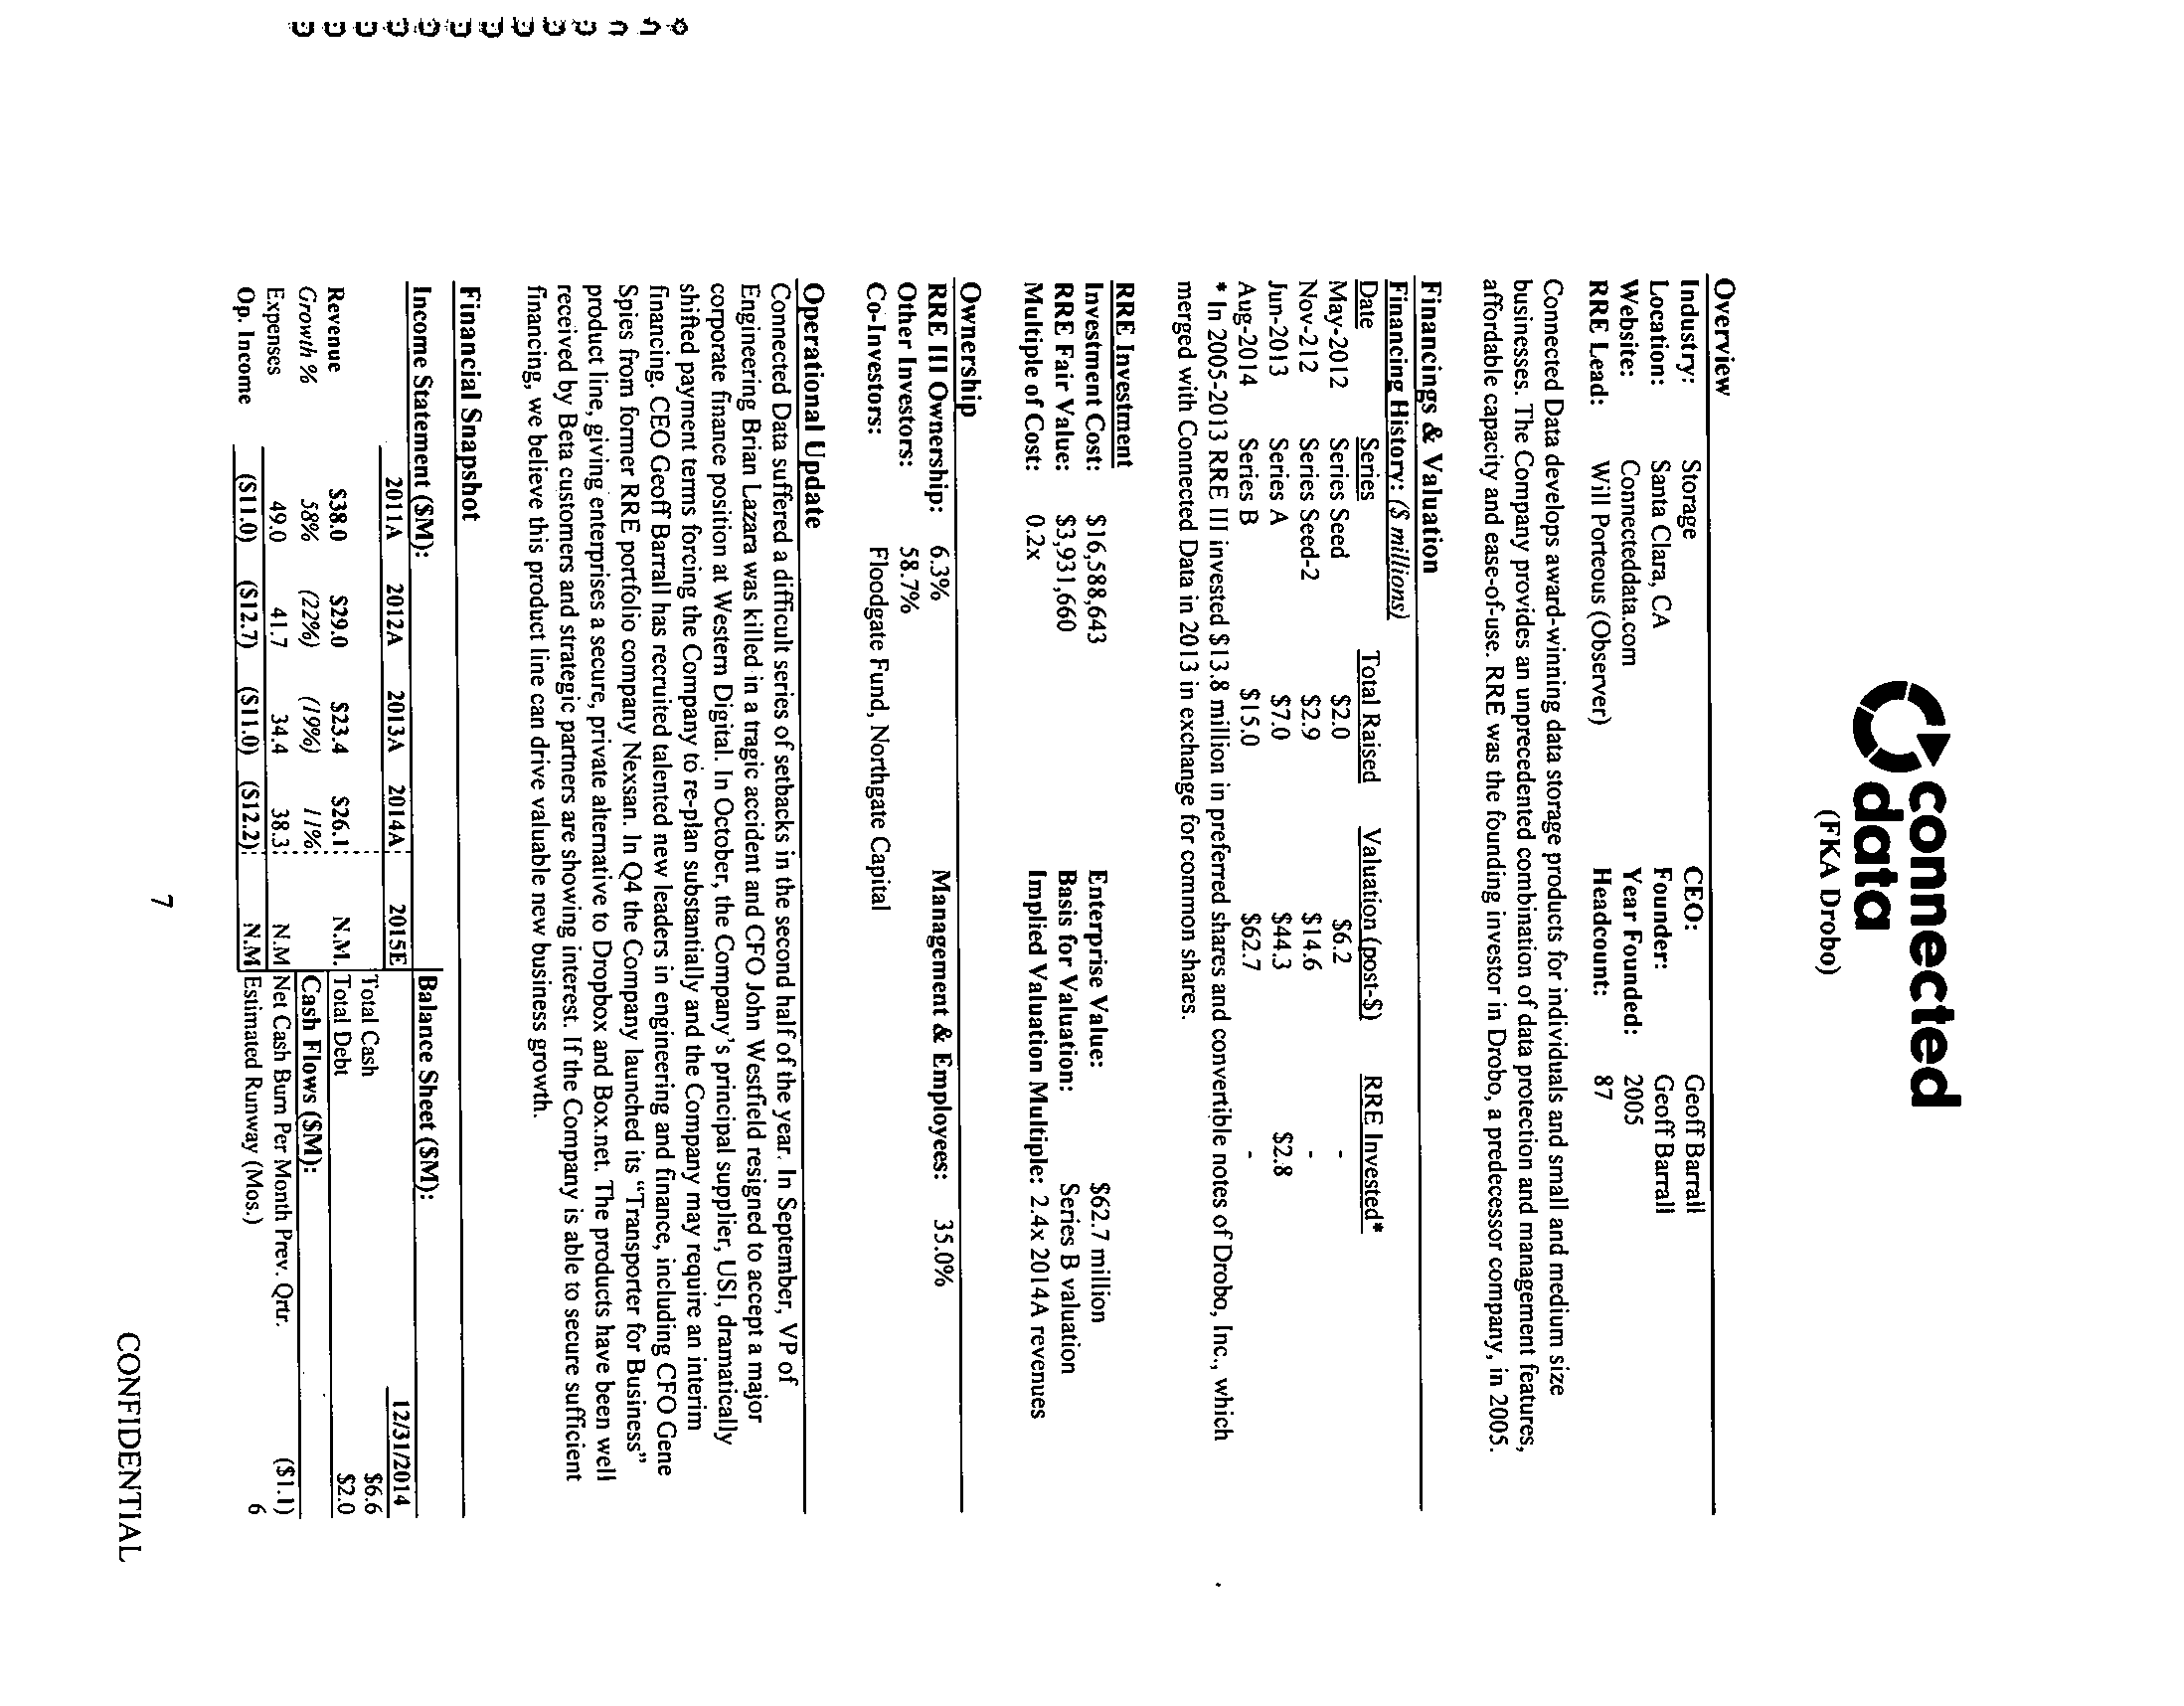 connected
data
(FKA Drobo)
Overview
Industry: Storage CEO: Geoff Barrall
Location: Santa Clara, CA Founder: Geoff Barrall
Website: Connecteddata.com Year Founded: 2005
RRE Lead: Will Porteous (Observer) Headcount: 87
Connected Data develops award-winning data storage products for individuals and small and medium size
businesses. The Company provides an unprecedented combination of data protection and management features,
affordable capacity and ease-of-use. RRE was the founding investor in Drobo, a predecessor company, in 2005.
Financings & Valuation
Financing History: ($ millions)
Date Series Total Raised Valuation (post-$) RRE Invested*
May-2012 Series Seed $2.0 $6.2 -
Nov-212 Series Seed-2 $2.9 $14.6 -
Jun-2013 Series A $7.0 $44.3 $2.8
Aug-2014 Series B $15.0 $62.7 -
* In 2005-2013 RRE III invested $13.8 million in preferred shares and convertible notes of Drobo, Inc., which
merged with Connected Data in 2013 in exchange for common shares.
RRE Investment
Investment Cost: $16,588,643 Enterprise Value: $62.7 million
RRE Fair Value: $3,931,660 Basis for Valuation: Series B valuation
Multiple of Cost: 0.2x Implied Valuation Multiple: 2.4x 2014A revenues
Ownership
RRE III Ownership: 6.3% Management & Employees: 35.0%
Other Investors: 58.7%
Co-Investors: Floodgate Fund, Northgate Capital
Operational Update
Connected Data suffered a difficult series of setbacks in the second half of the year. In September, VP of
Engineering Brian Lazara was killed in a tragic accident and CFO John Westfield resigned to accept a major
corporate finance position at Western Digital. In October, the Company's principal supplier, USI, dramatically
shifted payment terms forcing the Company to re-plan substantially and the Company may require an interim
financing. CEO Geoff Barrall has recruited talented new leaders in engineering and finance, including CFO Gene
Spies from former RRE portfolio company Nexsan. In Q4 the Company launched its "Transporter for Business"
product line, giving enterprises a secure, private alternative to Dropbox and Box.net. The products have been well
received by Beta customers and strategic partners are showing interest. If the Company is able to secure sufficient
financing, we believe this product line can drive valuable new business growth.
Financial Snapshot
Income Statement ($M): Balance Sheet ($M):
2011A 2012A 2013A 2014A 2015E 12/31/2014
Total Cash $6.6
Revenue $38.0 $29.0 $23.4 $26.1 N.M. Total Debt $2.0
Growth % 58% (22%) (19%) 11% Cash Flows ($M):
Expenses 49.0 41.7 34.4 38.3 N.M Net Cash Burn Per Month Prev. Qrtr. ($1.1)
Op. Income ($11.0) ($12.7) ($11.0) ($12.2) N.M Estimated Runway (Mos.) 6
7
CONFIDENTIAL